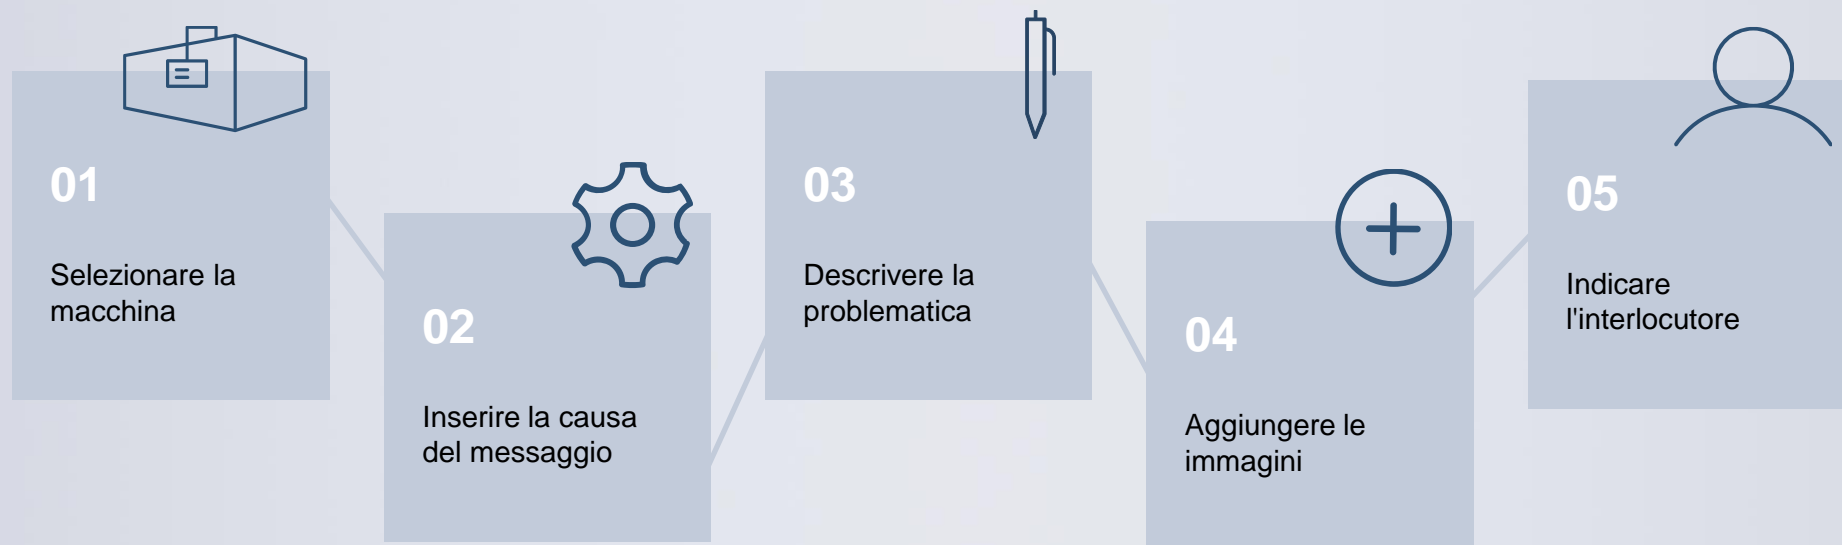 01
Selezionare la
macchina
02
Inserire la causa
del messaggio
03
Descrivere la
problematica
04
Aggiungere le
immagini
05
Indicare
l'interlocutore